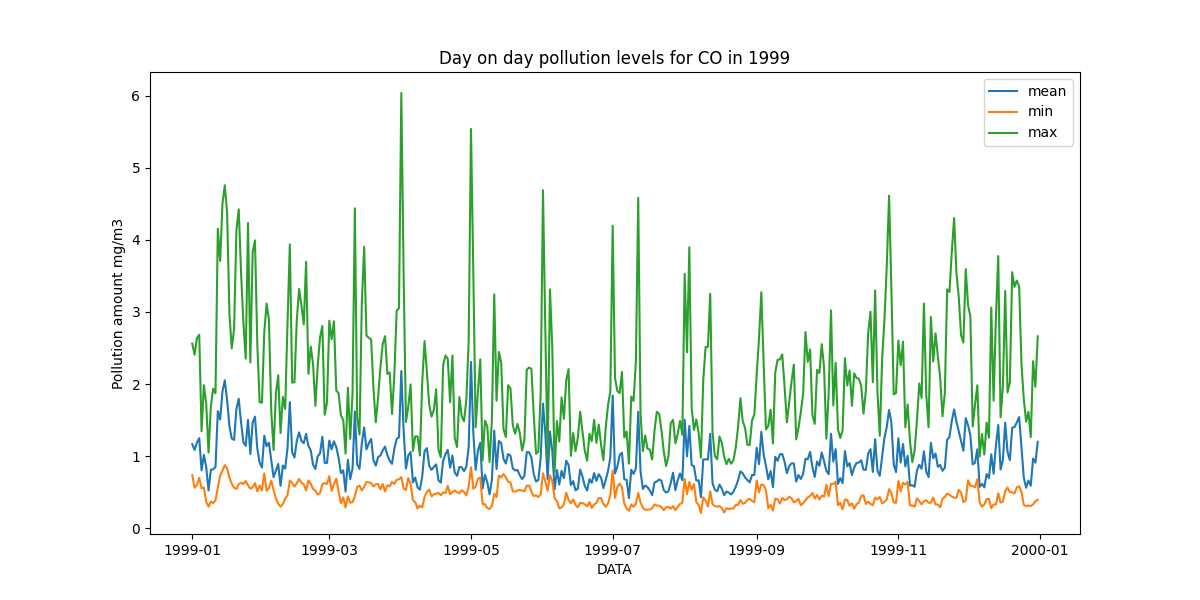 Day on day pollution levels for CO in 1999
mean
min
max
Pollution amount mg/m3
6
5
4
3
2
1
0
1999-01
1999-03
1999-05
1999-07
1999-09
1999-11
2000-01
DATA